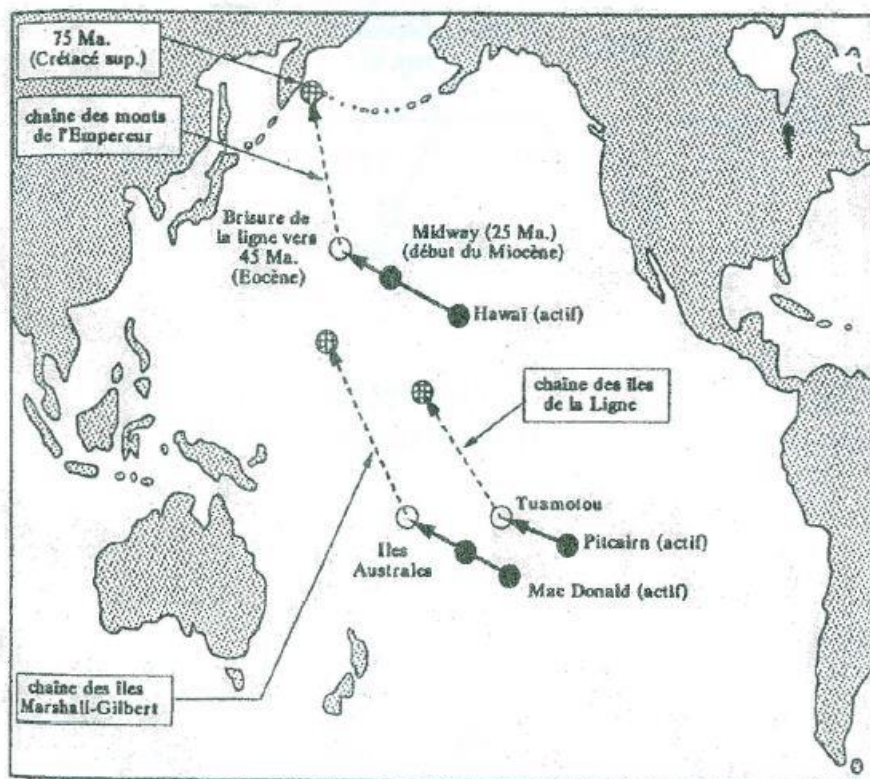 75 Ma.
(Crétacé sup.)
chaîne des monts
de l'Empereur
Brisure de
la ligne vers
45 Ma.
(Eocène)
Midway (25 Ma.)
(début du Miocène)
Hawaï (actif)
chaîne des îles
de la Ligne
Tuamotou
Pitcairn (actif)
Iles
Australes
Mac Donald (actif)
chaîne des îles
Marshall-Gilbert